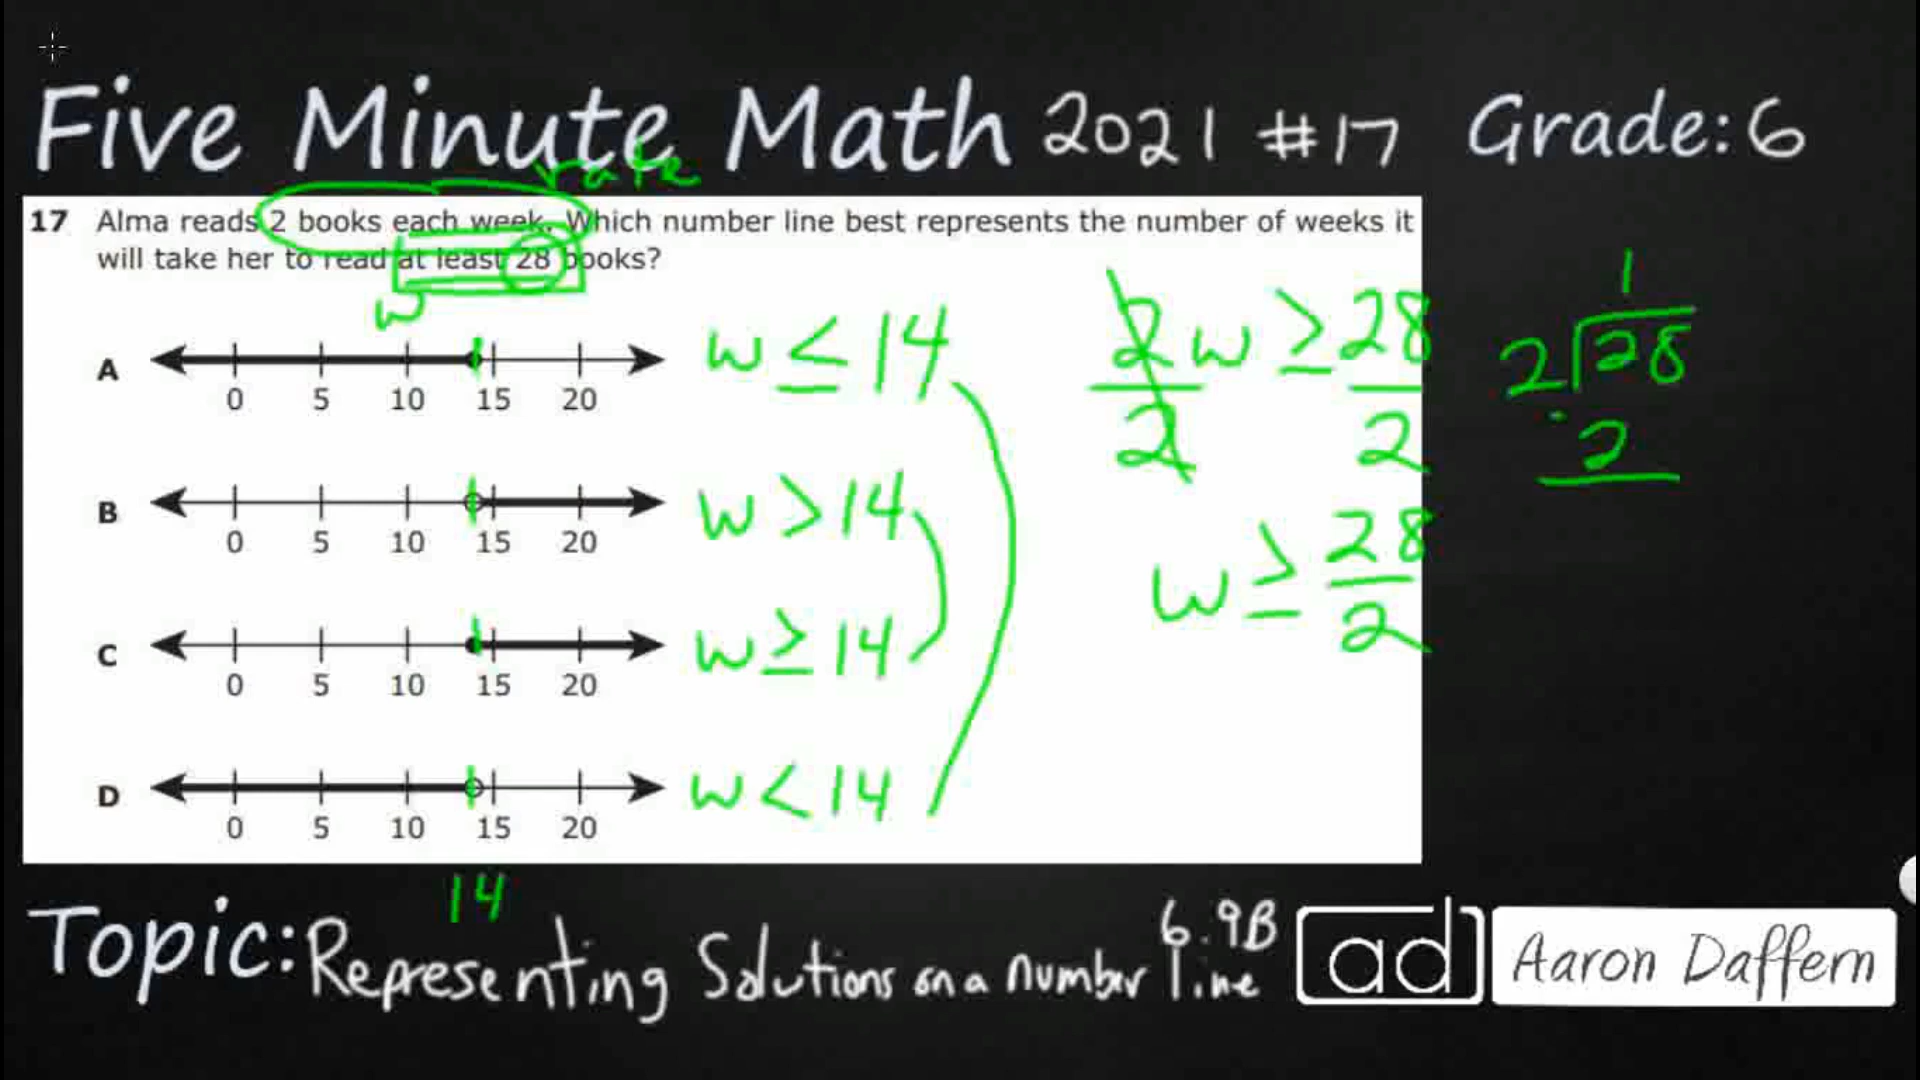 Five Minute Math 2021 #17 Grade: 6
rate
17 Alma reads 2 books each week. Which number line best represents the number of weeks it
will take her to read at least 28 books?
w
A
0 5 10 15 20
w ≤ 14
B
0 5 10 15 20
w > 14
C
0 5 10 15 20
w ≥ 14
D
0 5 10 15 20
w < 14
14
2w ≥ 28
2 2
w ≥ 28
2
1
2 28
2
Topic: Representing Solutions on a number line
6.9B
ad Aaron Daffern